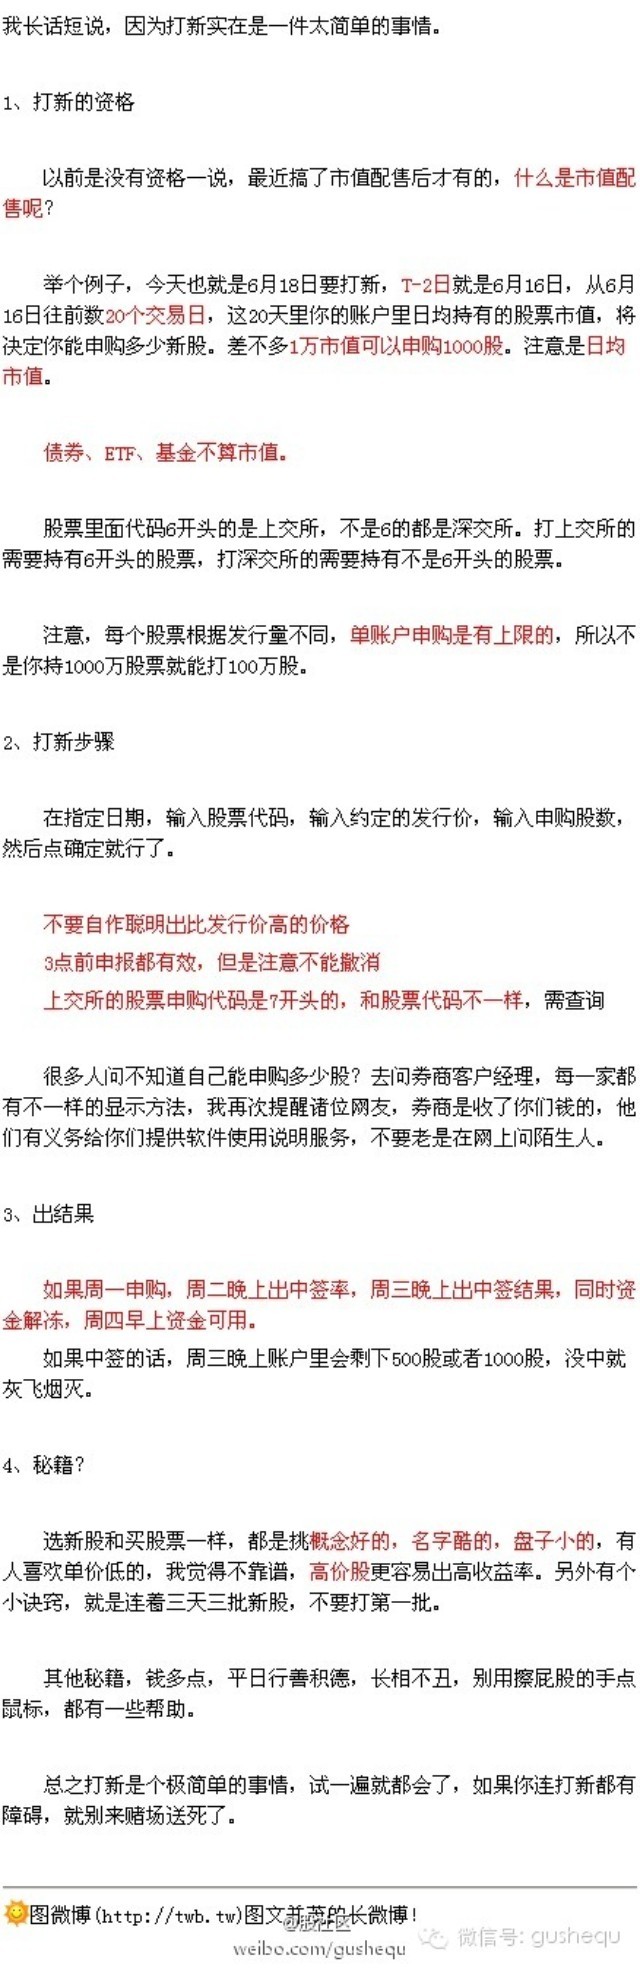 我长话短说，因为打新实在是一件太简单的事情。
1、打新的资格
以前是没有资格一说，最近搞了市值配售后才有的，什么是市值配
售呢？
举个例子，今天也就是6月18日要打新，T-2日就是6月16日，从6月
16日往前数20个交易日，这20天里你的账户里日均持有的股票市值，将
决定你能申购多少新股。差不多1万市值可以申购1000股。注意是日均
市值。
债券、ETF、基金不算市值。
股票里面代码6开头的是上交所，不是6的都是深交所。打上交所的
需要持有6开头的股票，打深交所的需要持有不是6开头的股票。
注意，每个股票根据发行量不同，单账户申购是有上限的，所以不
是你持1000万股票就能打100万股。
2、打新步骤
在指定日期，输入股票代码，输入约定的发行价，输入申购股数，
然后点确定就行了。
不要自作聪明出比发行价高的价格
3点前申报都有效，但是注意不能撤消
上交所的股票申购代码是7开头的，和股票代码不一样，需查询
很多人问不知道自己能申购多少股？去问券商客户经理，每一家都
有不一样的显示方法，我再次提醒诸位网友，券商是收了你们钱的，他
们有义务给你们提供软件使用说明服务，不要老是在网上问陌生人。
3、出结果
如果周一申购，周二晚上出中签率，周三晚上出中签结果，同时资
金解冻，周四早上资金可用。
如果中签的话，周三晚上账户里会剩下500股或者1000股，没中就
灰飞烟灭。
4、秘籍？
选新股和买股票一样，都是挑概念好的，名字酷的，盘子小的，有
人喜欢单价低的，我觉得不靠谱，高价股更容易出高收益率。另外有个
小诀窍，就是连着三天三批新股，不要打第一批。
其他秘籍，钱多点，平日行善积德，长相不丑，别用擦屁股的手点
鼠标，都有一些帮助。
总之打新是个极简单的事情，试一遍就都会了，如果你连打新都有
障碍，就别来赌场送死了。
图微博(http://twb.tw)图文并茂的长微博！
@股社区
weibo.com/gushequ
微信号: gushequ